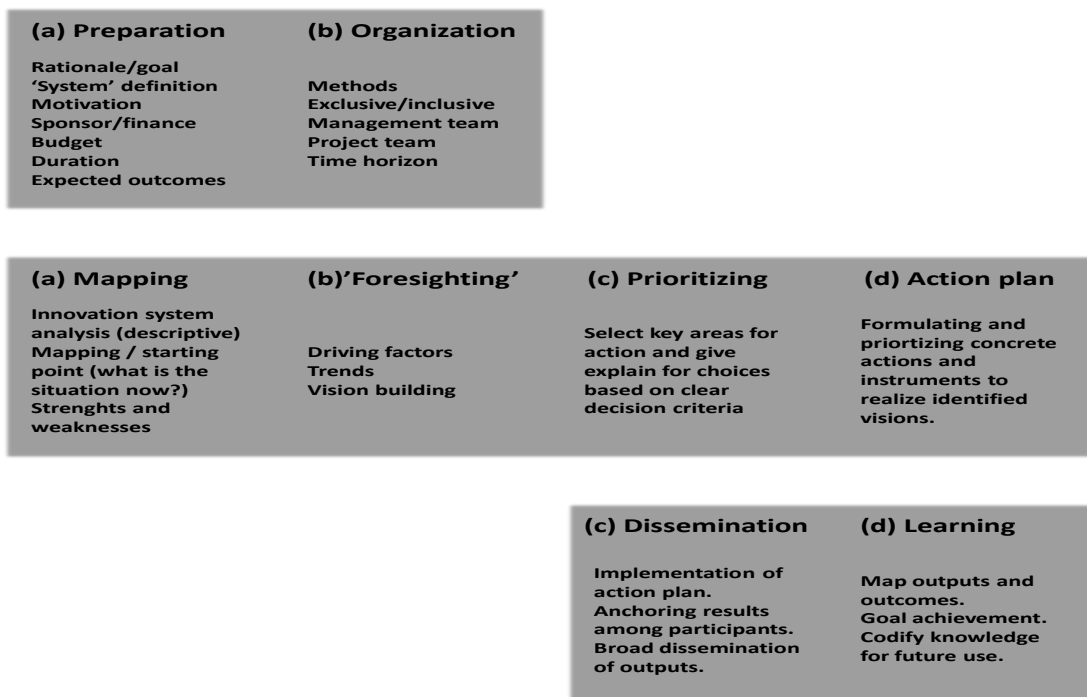 (a) Preparation
Rationale/goal
‘System’ definition
Motivation
Sponsor/finance
Budget
Duration
Expected outcomes
(b) Organization
Methods
Exclusive/inclusive
Management team
Project team
Time horizon
(a) Mapping
Innovation system
analysis (descriptive)
Mapping / starting
point (what is the
situation now?)
Strenghts and
weaknesses
(b)’Foresighting’
Driving factors
Trends
Vision building
(c) Prioritizing
Select key areas for
action and give
explain for choices
based on clear
decision criteria
(d) Action plan
Formulating and
prioritizing concrete
actions and
instruments to
realize identified
visions.
(c) Dissemination
Implementation of
action plan.
Anchoring results
among participants.
Broad dissemination
of outputs.
(d) Learning
Map outputs and
outcomes.
Goal achievement.
Codify knowledge
for future use.